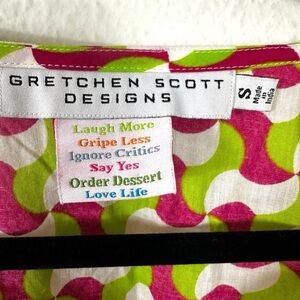 GRETCHEN SCOTT
DESIGNS
S
Made
in
India
Laugh More
Gripe Less
Ignore Critics
Say Yes
Order Dessert
Love Life